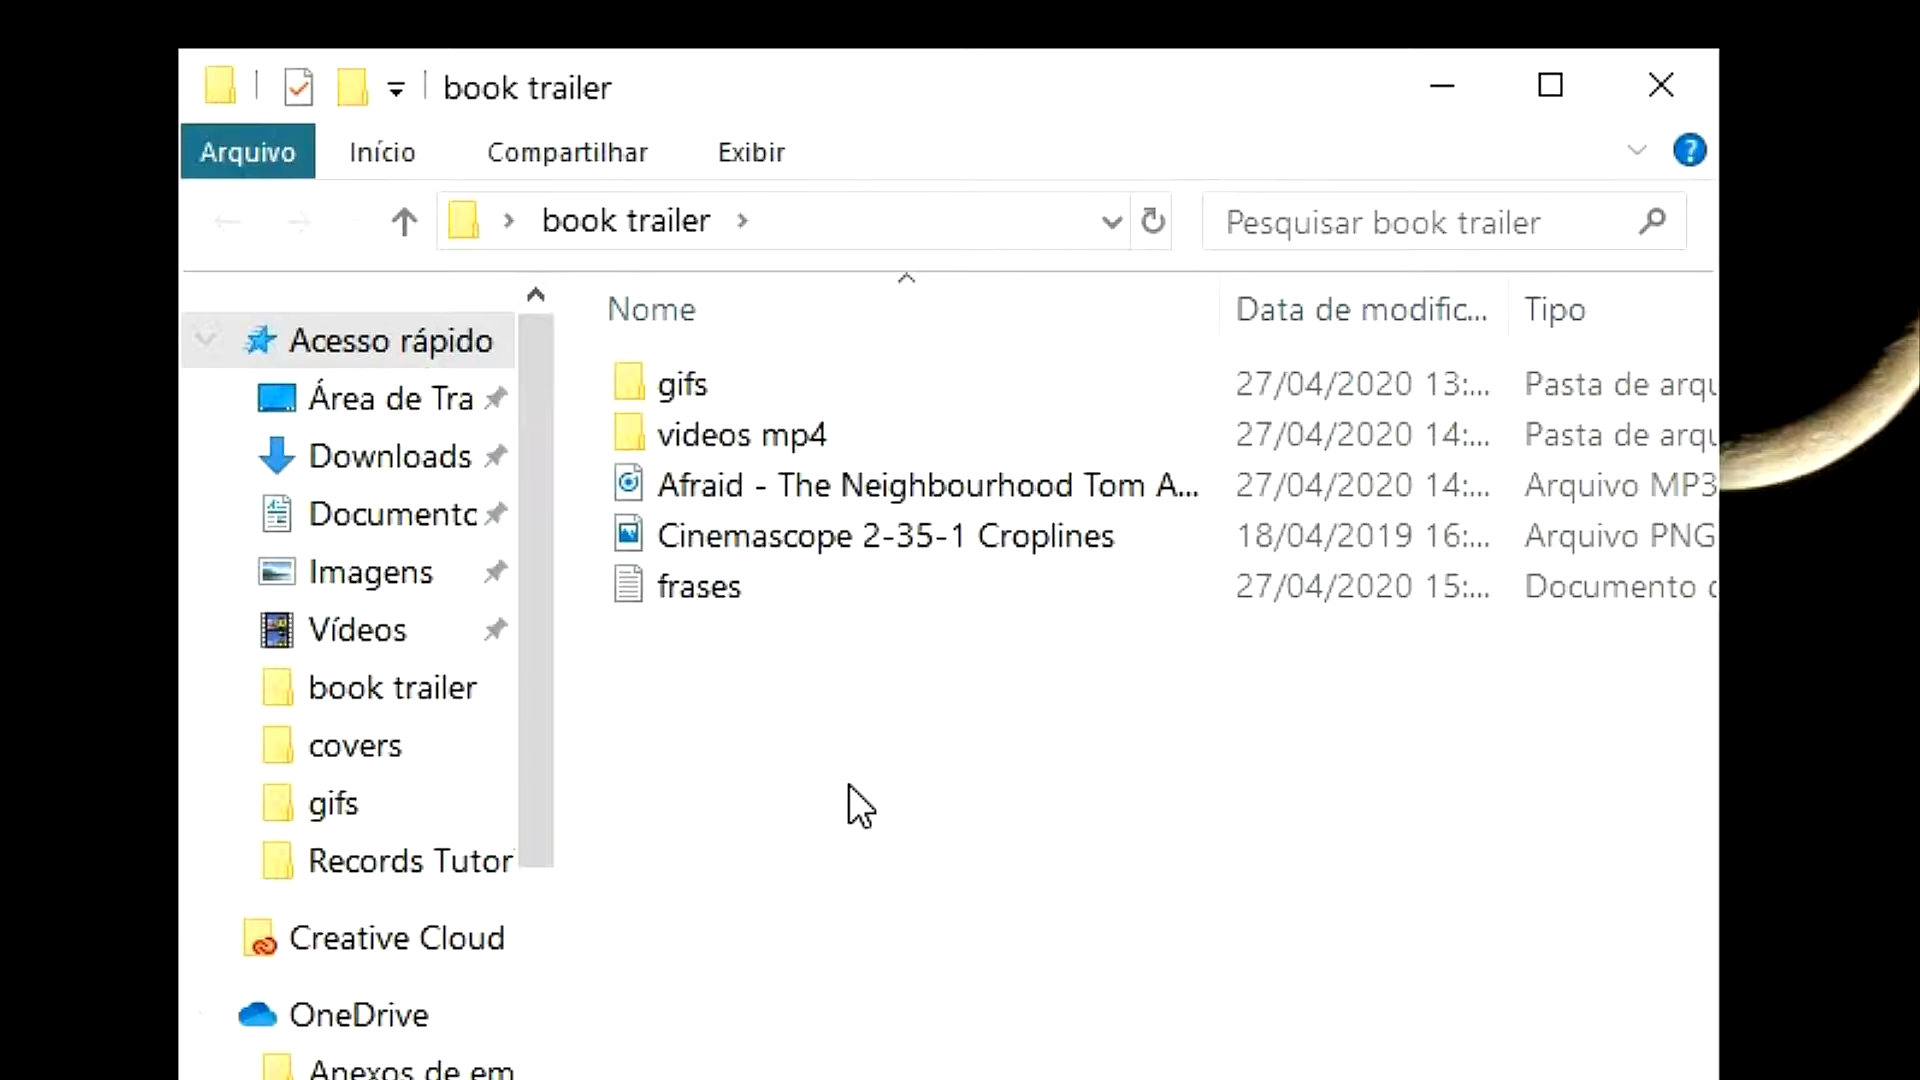 book trailer
Arquivo Início Compartilhar Exibir
?
book trailer
Pesquisar book trailer
Nome Data de modific... Tipo
Acesso rápido
Área de Tra
Downloads
Documentc
Imagens
Vídeos
book trailer
covers
gifs
Records Tutor
Creative Cloud
OneDrive
Anexos de em
gifs 27/04/2020 13:... Pasta de arqu
videos mp4 27/04/2020 14:... Pasta de arqu
Afraid - The Neighbourhood Tom A... 27/04/2020 14:... Arquivo MP3
Cinemascope 2-35-1 Croplines 18/04/2019 16:... Arquivo PNG
frases 27/04/2020 15:... Documento d